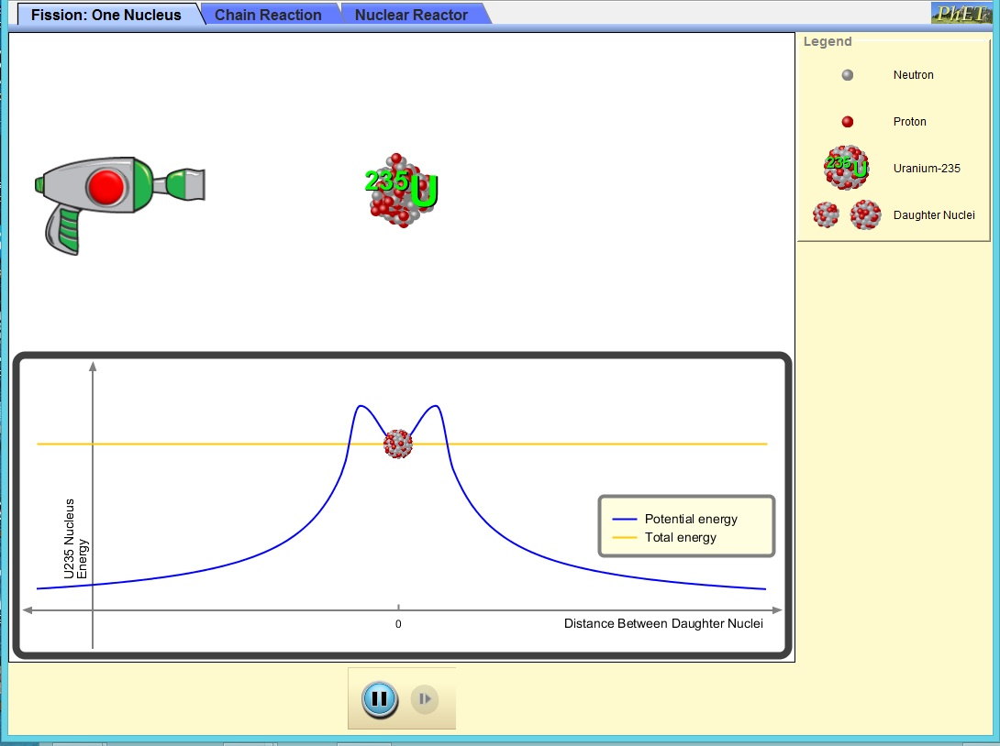 Fission: One Nucleus
Chain Reaction
Nuclear Reactor
PhET
Legend
Neutron
Proton
235U
Uranium-235
Daughter Nuclei
235U
U235 Nucleus
Energy
Potential energy
Total energy
0
Distance Between Daughter Nuclei